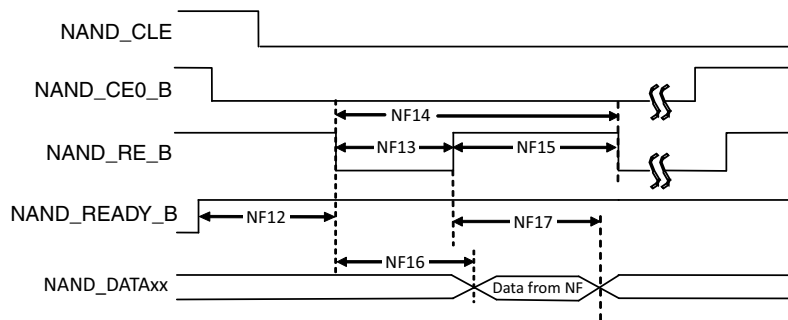 NAND_CLE
NAND_CE0_B
NF14
NAND_RE_B
NF13
NF15
NAND_READY_B
NF12
NF17
NF16
NAND_DATAxx
Data from NF